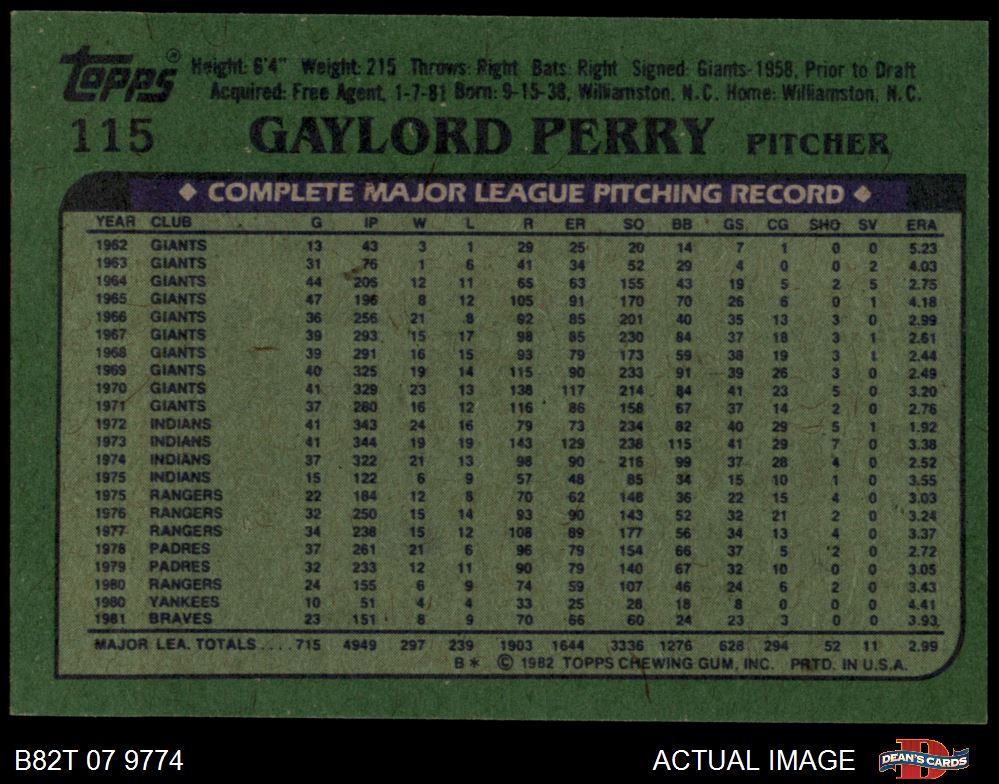 topps® Height: 6'4" Weight: 215 Throws: Right Bats: Right Signed: Giants-1958, Prior to Draft
Acquired: Free Agent, 1-7-81 Born: 9-15-38, Williamston, N.C. Home: Williamston, N.C.
115 GAYLORD PERRY PITCHER
◆ COMPLETE MAJOR LEAGUE PITCHING RECORD ◆
YEAR CLUB G IP W L R ER SO BB GS CG SHO SV ERA
1962 GIANTS 13 43 3 1 29 25 20 14 7 1 0 0 5.23
1963 GIANTS 31 76 1 6 41 34 52 29 4 0 0 2 4.03
1964 GIANTS 44 206 12 11 65 63 155 43 19 5 2 5 2.75
1965 GIANTS 47 196 8 12 105 91 170 70 26 6 0 1 4.18
1966 GIANTS 36 256 21 8 92 85 201 40 35 13 3 0 2.99
1967 GIANTS 39 293 15 17 98 85 230 84 37 18 3 1 2.61
1968 GIANTS 39 291 16 15 93 79 173 59 38 19 3 1 2.44
1969 GIANTS 40 325 19 14 115 90 233 91 39 26 3 0 2.49
1970 GIANTS 41 329 23 13 138 117 214 84 41 23 5 0 3.20
1971 GIANTS 37 280 16 12 116 86 158 67 37 14 2 0 2.76
1972 INDIANS 41 343 24 16 79 73 234 82 40 29 5 1 1.92
1973 INDIANS 41 344 19 19 143 129 238 115 41 29 7 0 3.38
1974 INDIANS 37 322 21 13 98 90 216 99 37 28 4 0 2.52
1975 INDIANS 15 122 6 9 57 48 85 34 15 10 1 0 3.55
1975 RANGERS 22 184 12 8 70 62 148 36 22 15 4 0 3.03
1976 RANGERS 32 250 15 14 93 90 143 52 32 21 2 0 3.24
1977 RANGERS 34 238 15 12 108 89 177 56 34 13 4 0 3.37
1978 PADRES 37 261 21 6 96 79 154 66 37 5 2 0 2.72
1979 PADRES 32 233 12 11 90 79 140 67 32 10 0 0 3.05
1980 RANGERS 24 155 6 9 74 59 107 46 24 6 2 0 3.43
1980 YANKEES 10 51 4 4 33 25 28 18 8 0 0 0 4.41
1981 BRAVES 23 151 8 9 70 66 60 24 23 3 0 0 3.93
MAJOR LEA. TOTALS.... 715 4949 297 239 1903 1644 3336 1276 628 294 52 11 2.99
B* © 1982 TOPPS CHEWING GUM, INC. PRTD. IN U.S.A.
B82T 07 9774 ACTUAL IMAGE DEAN'S CARDS